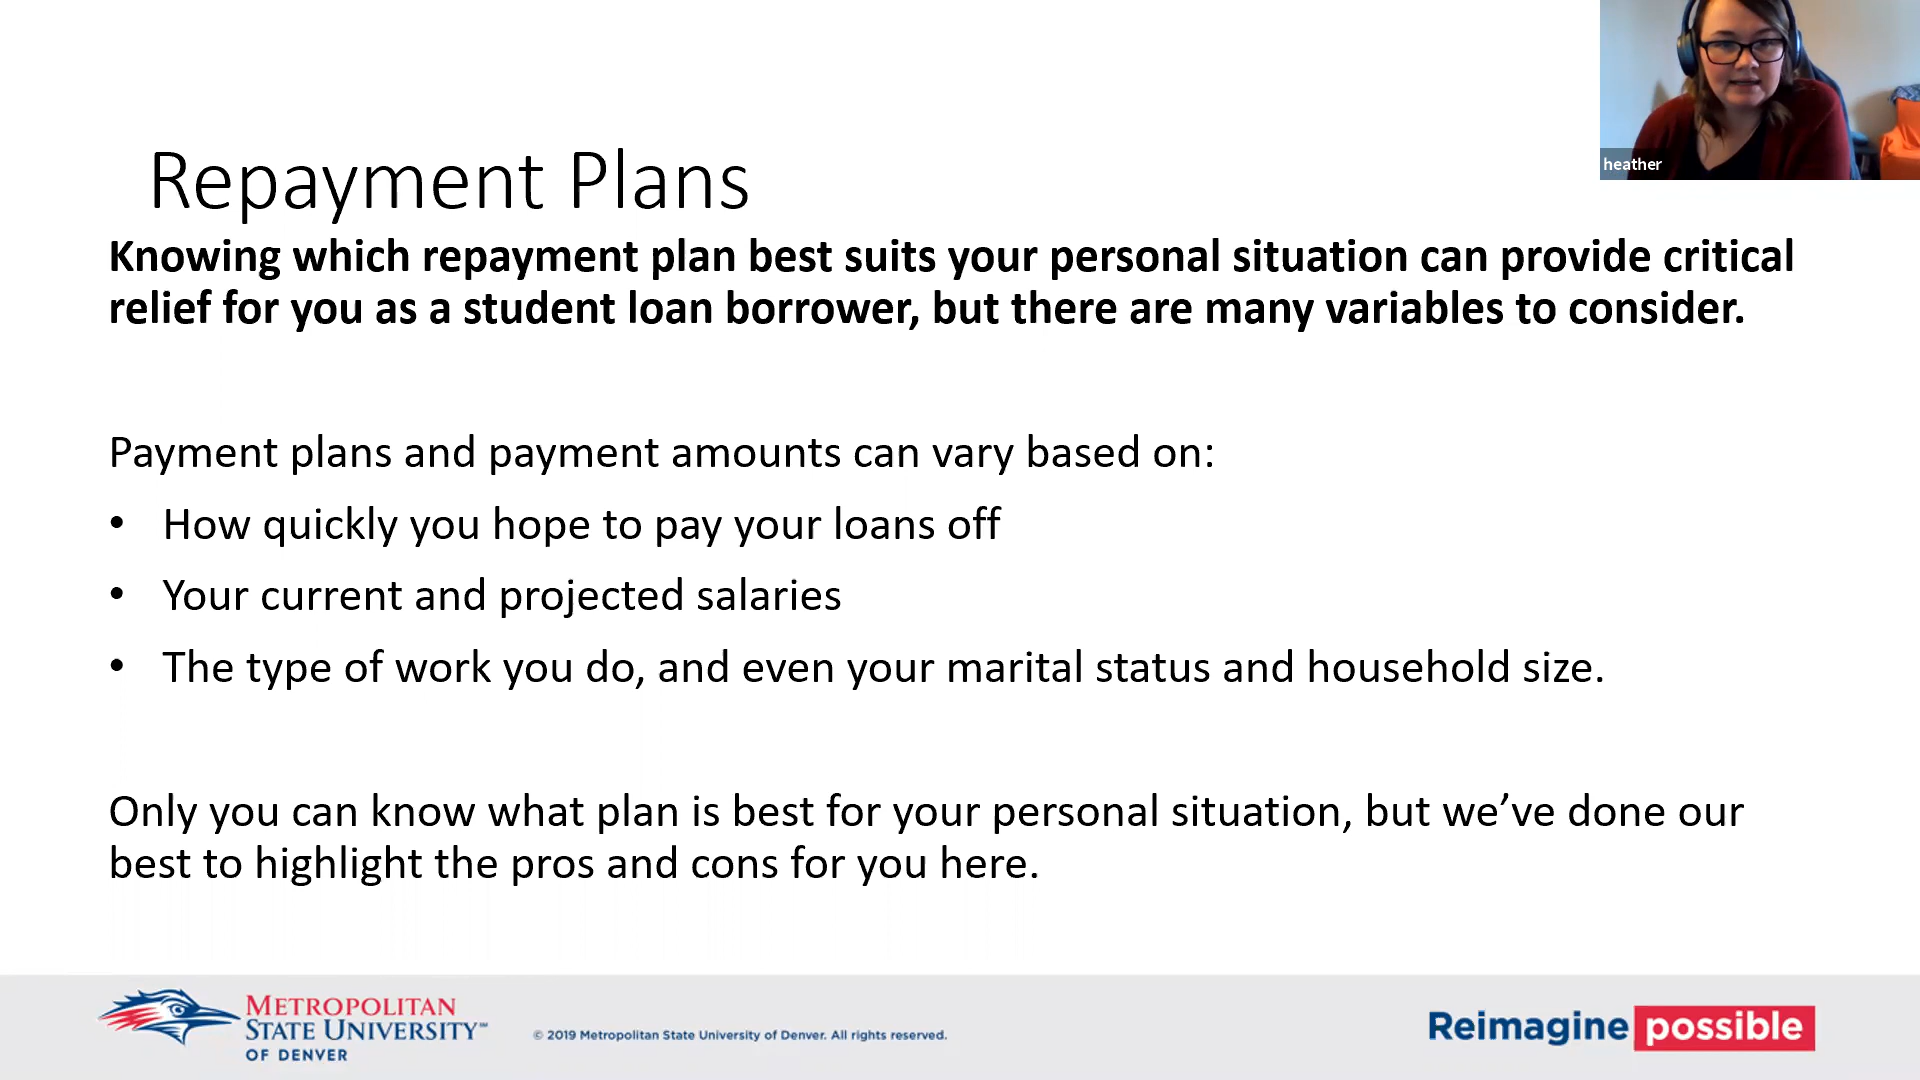 heather
Repayment Plans
Knowing which repayment plan best suits your personal situation can provide critical
relief for you as a student loan borrower, but there are many variables to consider.
Payment plans and payment amounts can vary based on:
• How quickly you hope to pay your loans off
• Your current and projected salaries
• The type of work you do, and even your marital status and household size.
Only you can know what plan is best for your personal situation, but we’ve done our
best to highlight the pros and cons for you here.
METROPOLITAN
STATE UNIVERSITY℠
OF DENVER
© 2019 Metropolitan State University of Denver. All rights reserved.
Reimagine possible